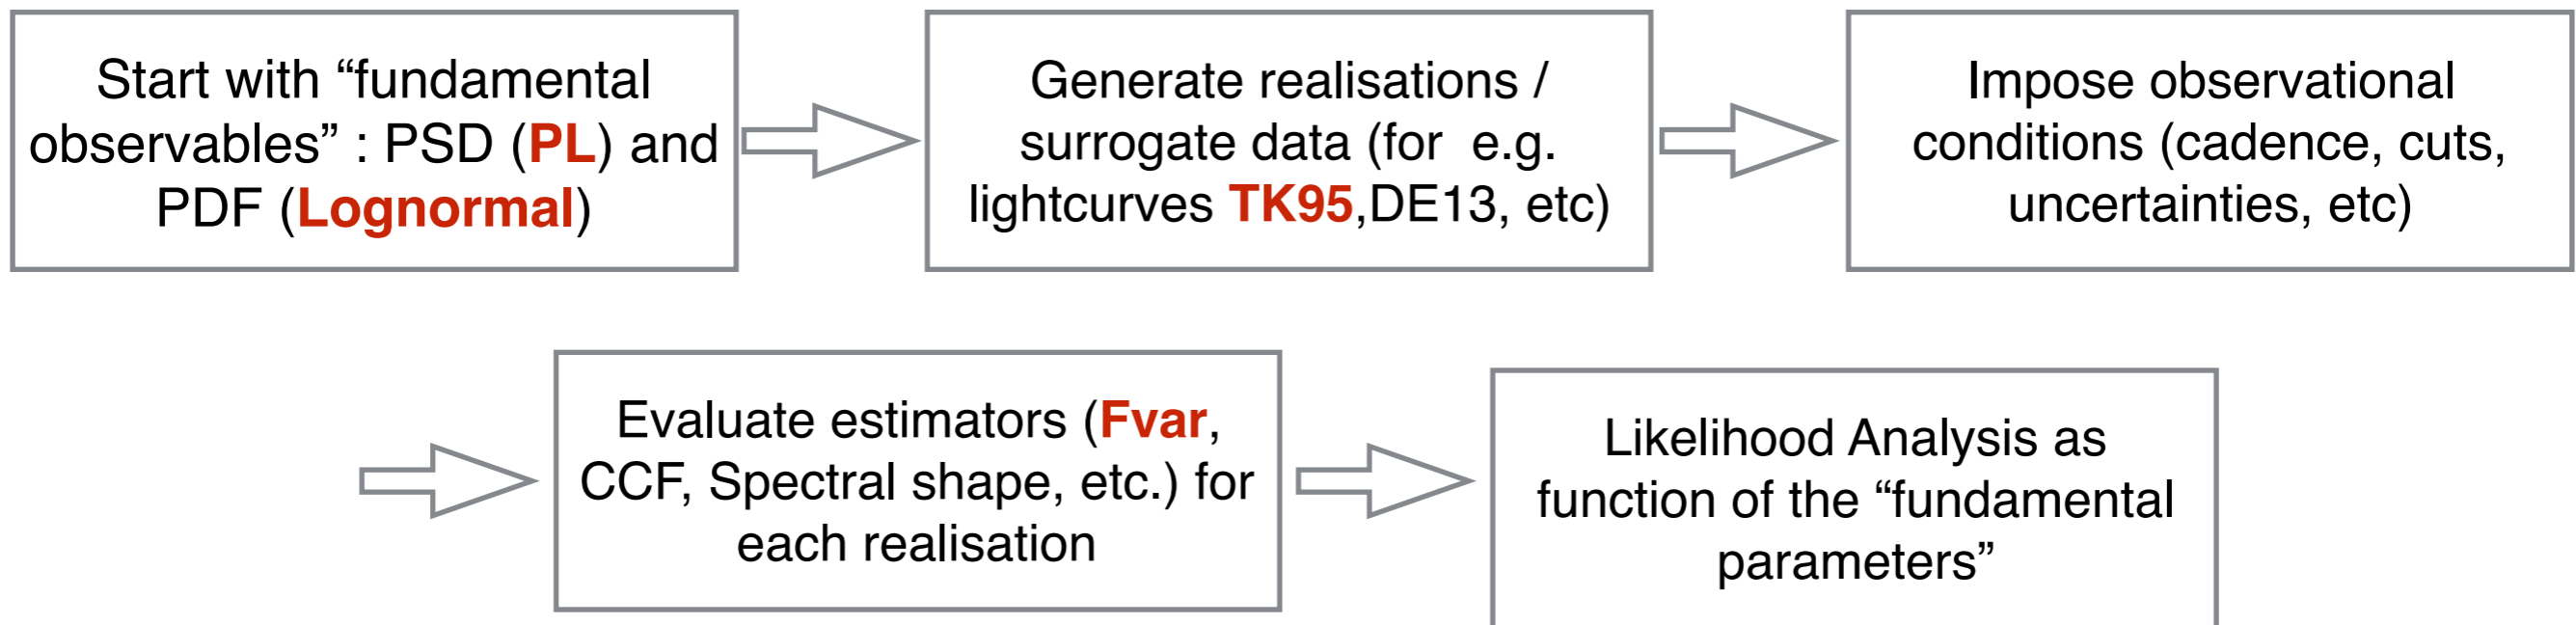 Start with “fundamental
observables” : PSD (PL) and
PDF (Lognormal)
Generate realisations /
surrogate data (for e.g.
lightcurves TK95,DE13, etc)
Impose observational
conditions (cadence, cuts,
uncertainties, etc)
Evaluate estimators (Fvar,
CCF, Spectral shape, etc.) for
each realisation
Likelihood Analysis as
function of the “fundamental
parameters”